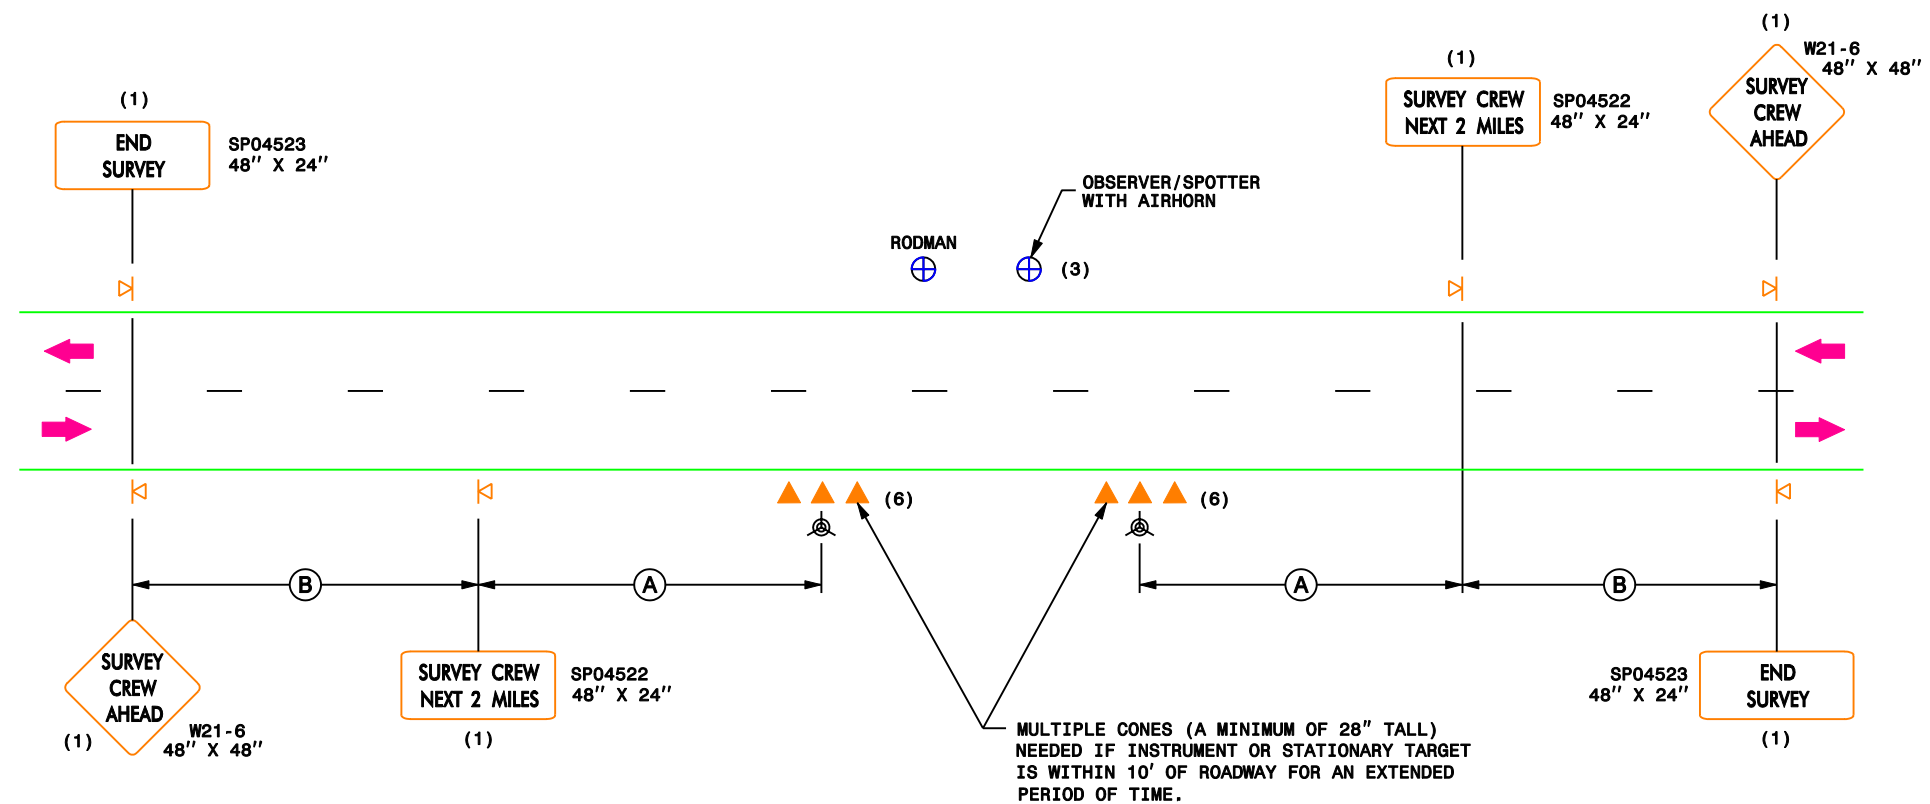 (1)
W21-6
48" X 48"
SURVEY
CREW
AHEAD
(1)
SURVEY CREW
NEXT 2 MILES
SP04522
48" X 24"
(1)
END
SURVEY
SP04523
48" X 24"
OBSERVER/SPOTTER
WITH AIRHORN
RODMAN
(3)
(6)
(6)
B
A
A
B
SURVEY
CREW
AHEAD
(1)
W21-6
48" X 48"
SURVEY CREW
NEXT 2 MILES
SP04522
48" X 24"
(1)
MULTIPLE CONES (A MINIMUM OF 28" TALL)
NEEDED IF INSTRUMENT OR STATIONARY TARGET
IS WITHIN 10' OF ROADWAY FOR AN EXTENDED
PERIOD OF TIME.
SP04523
48" X 24"
END
SURVEY
(1)